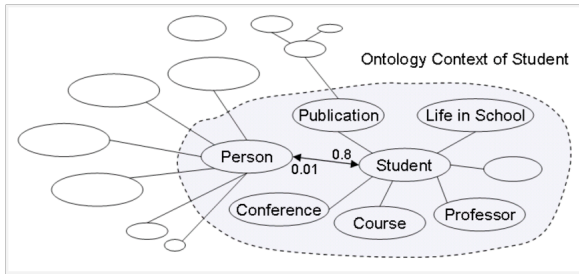 Ontology Context of Student
Publication
Life in School
Person
0.8
0.01
Student
Conference
Course
Professor